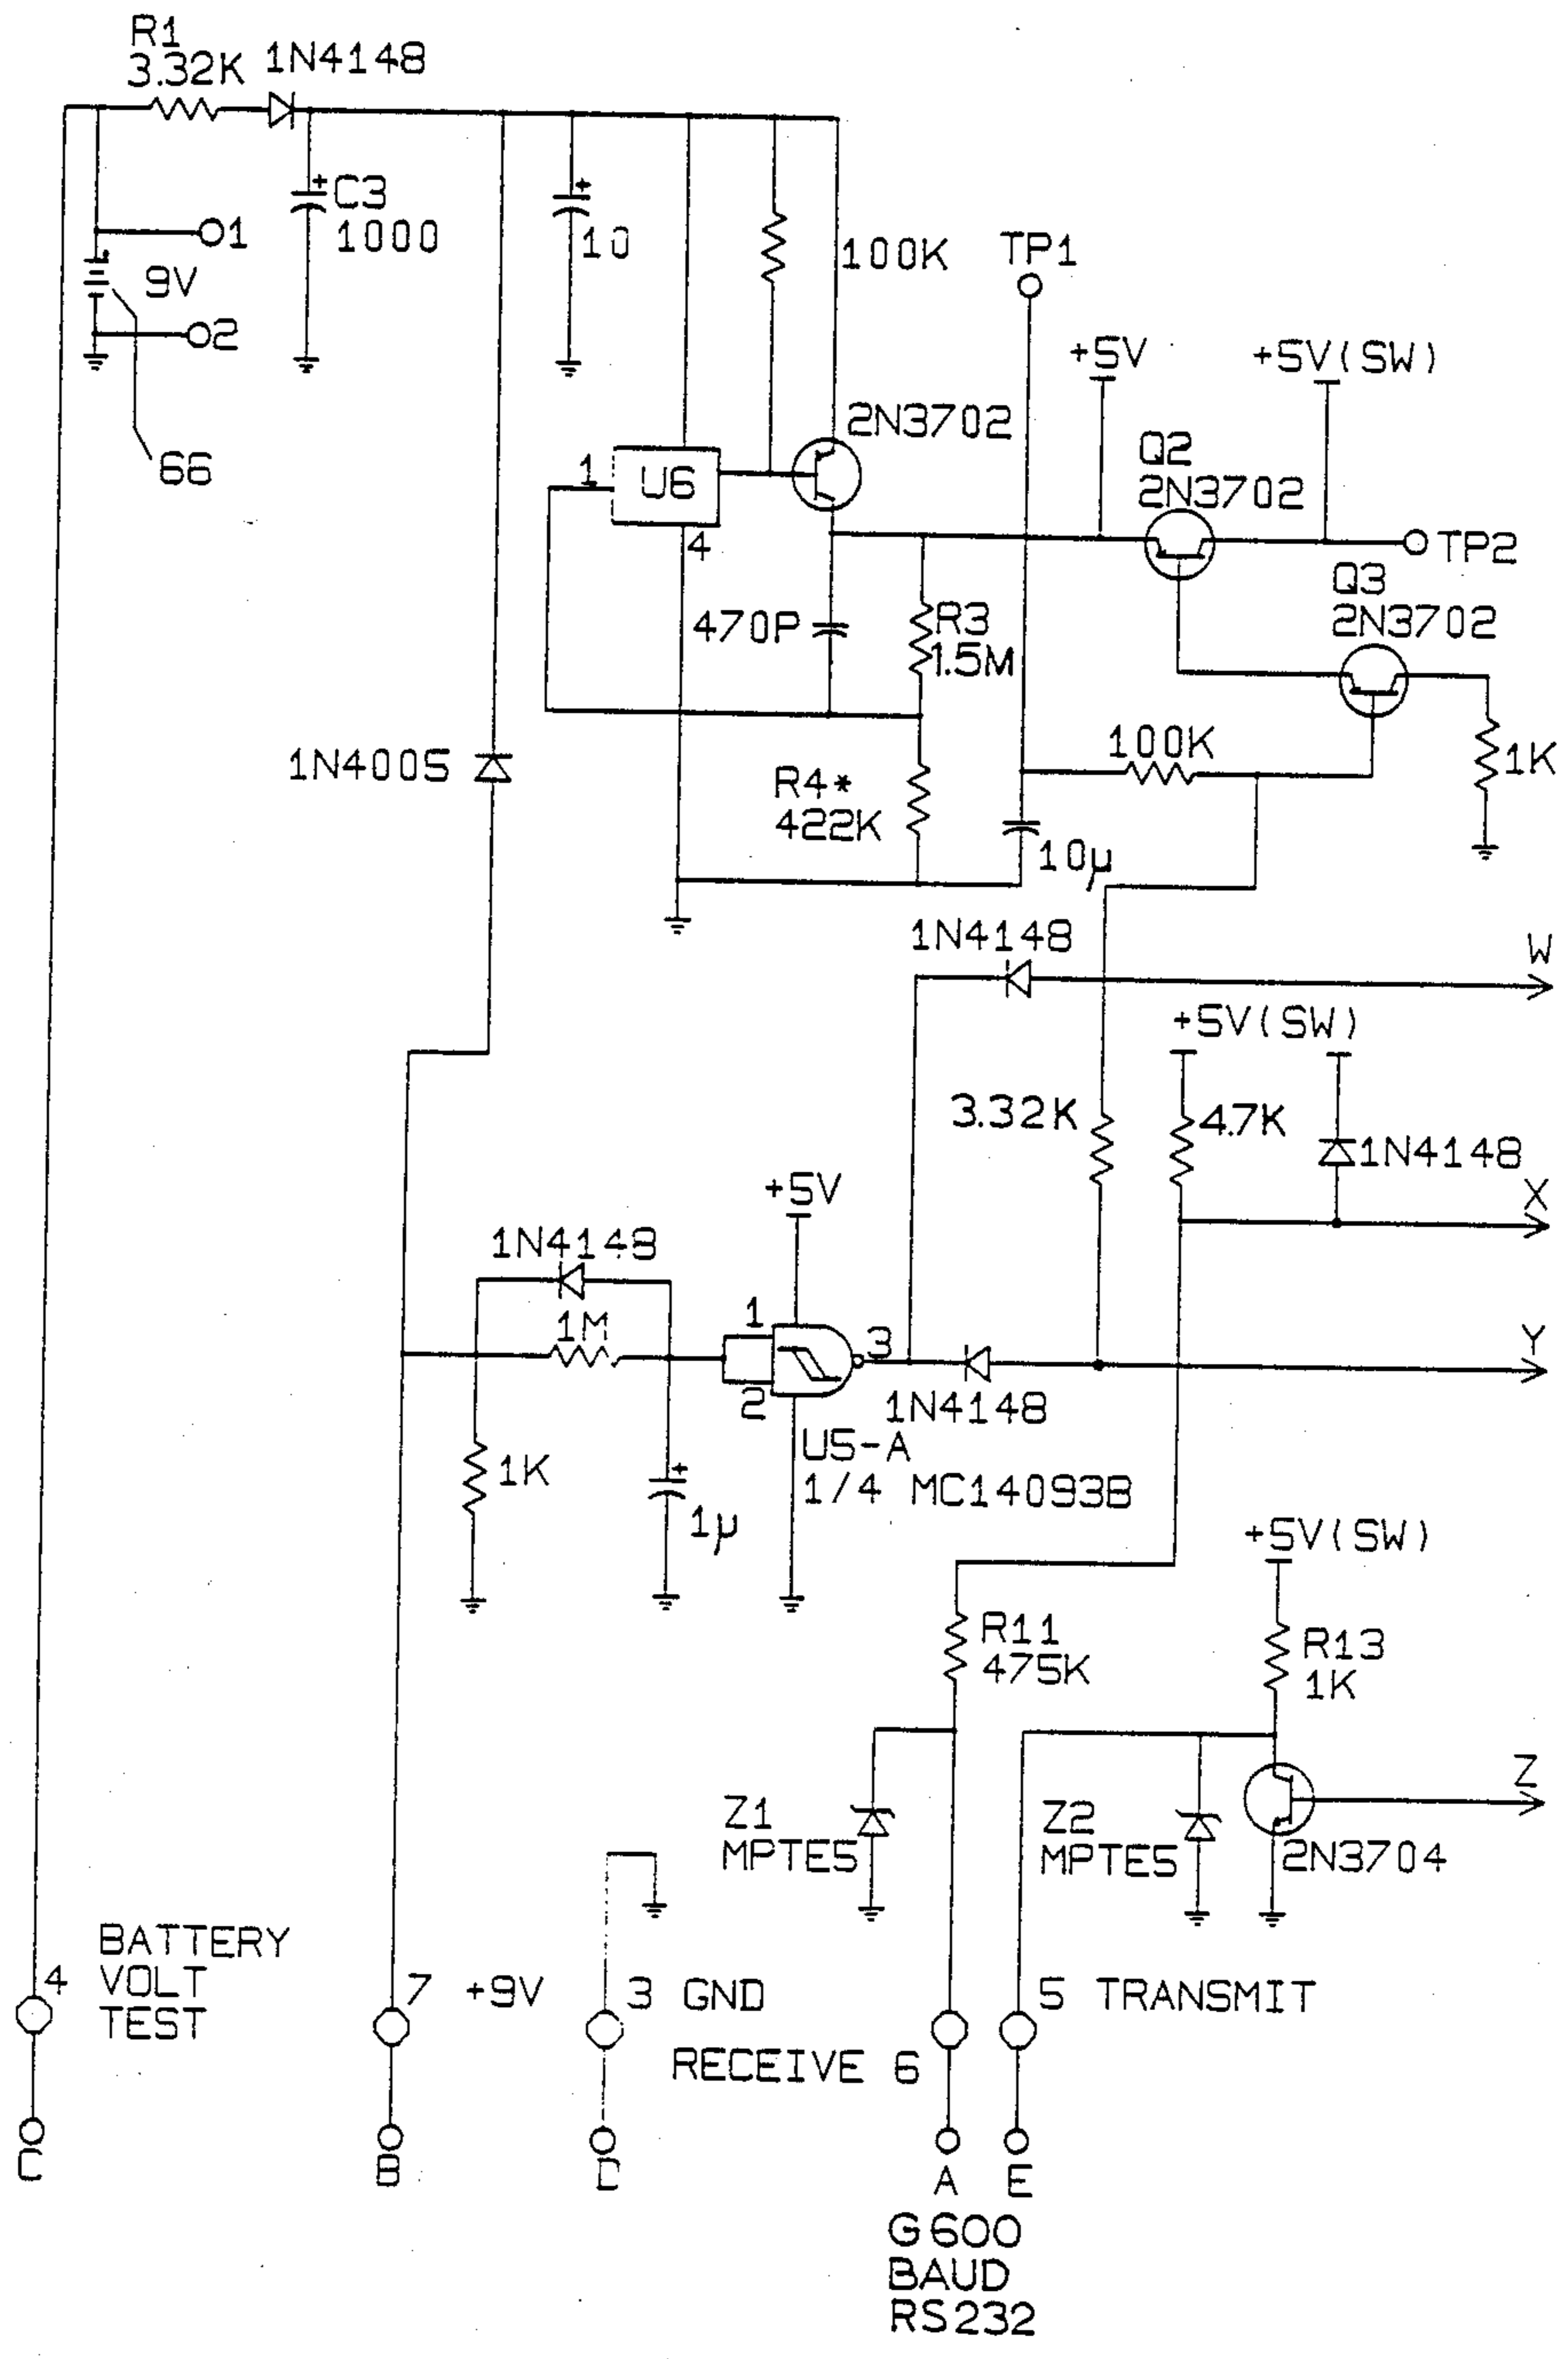 R1
3.32K
1N4148
C3
1000
10
100K
TP1
1
9V
2
66
+5V
+5V(SW)
2N3702
Q2
2N3702
1
U6
4
TP2
Q3
2N3702
470P
R3
1.5M
1N4005
100K
1K
R4*
422K
10µ
1N4148
W
+5V(SW)
3.32K
4.7K
1N4148
X
+5V
1N4148
1M
1
2
3
Y
1N4148
U5-A
1/4 MC14093B
1K
1µ
+5V(SW)
R11
475K
R13
1K
Z
Z1
MPTE5
Z2
MPTE5
2N3704
BATTERY
VOLT
TEST
4
7
+9V
3
GND
5
TRANSMIT
RECEIVE 6
C
B
D
A
E
G600
BAUD
RS232